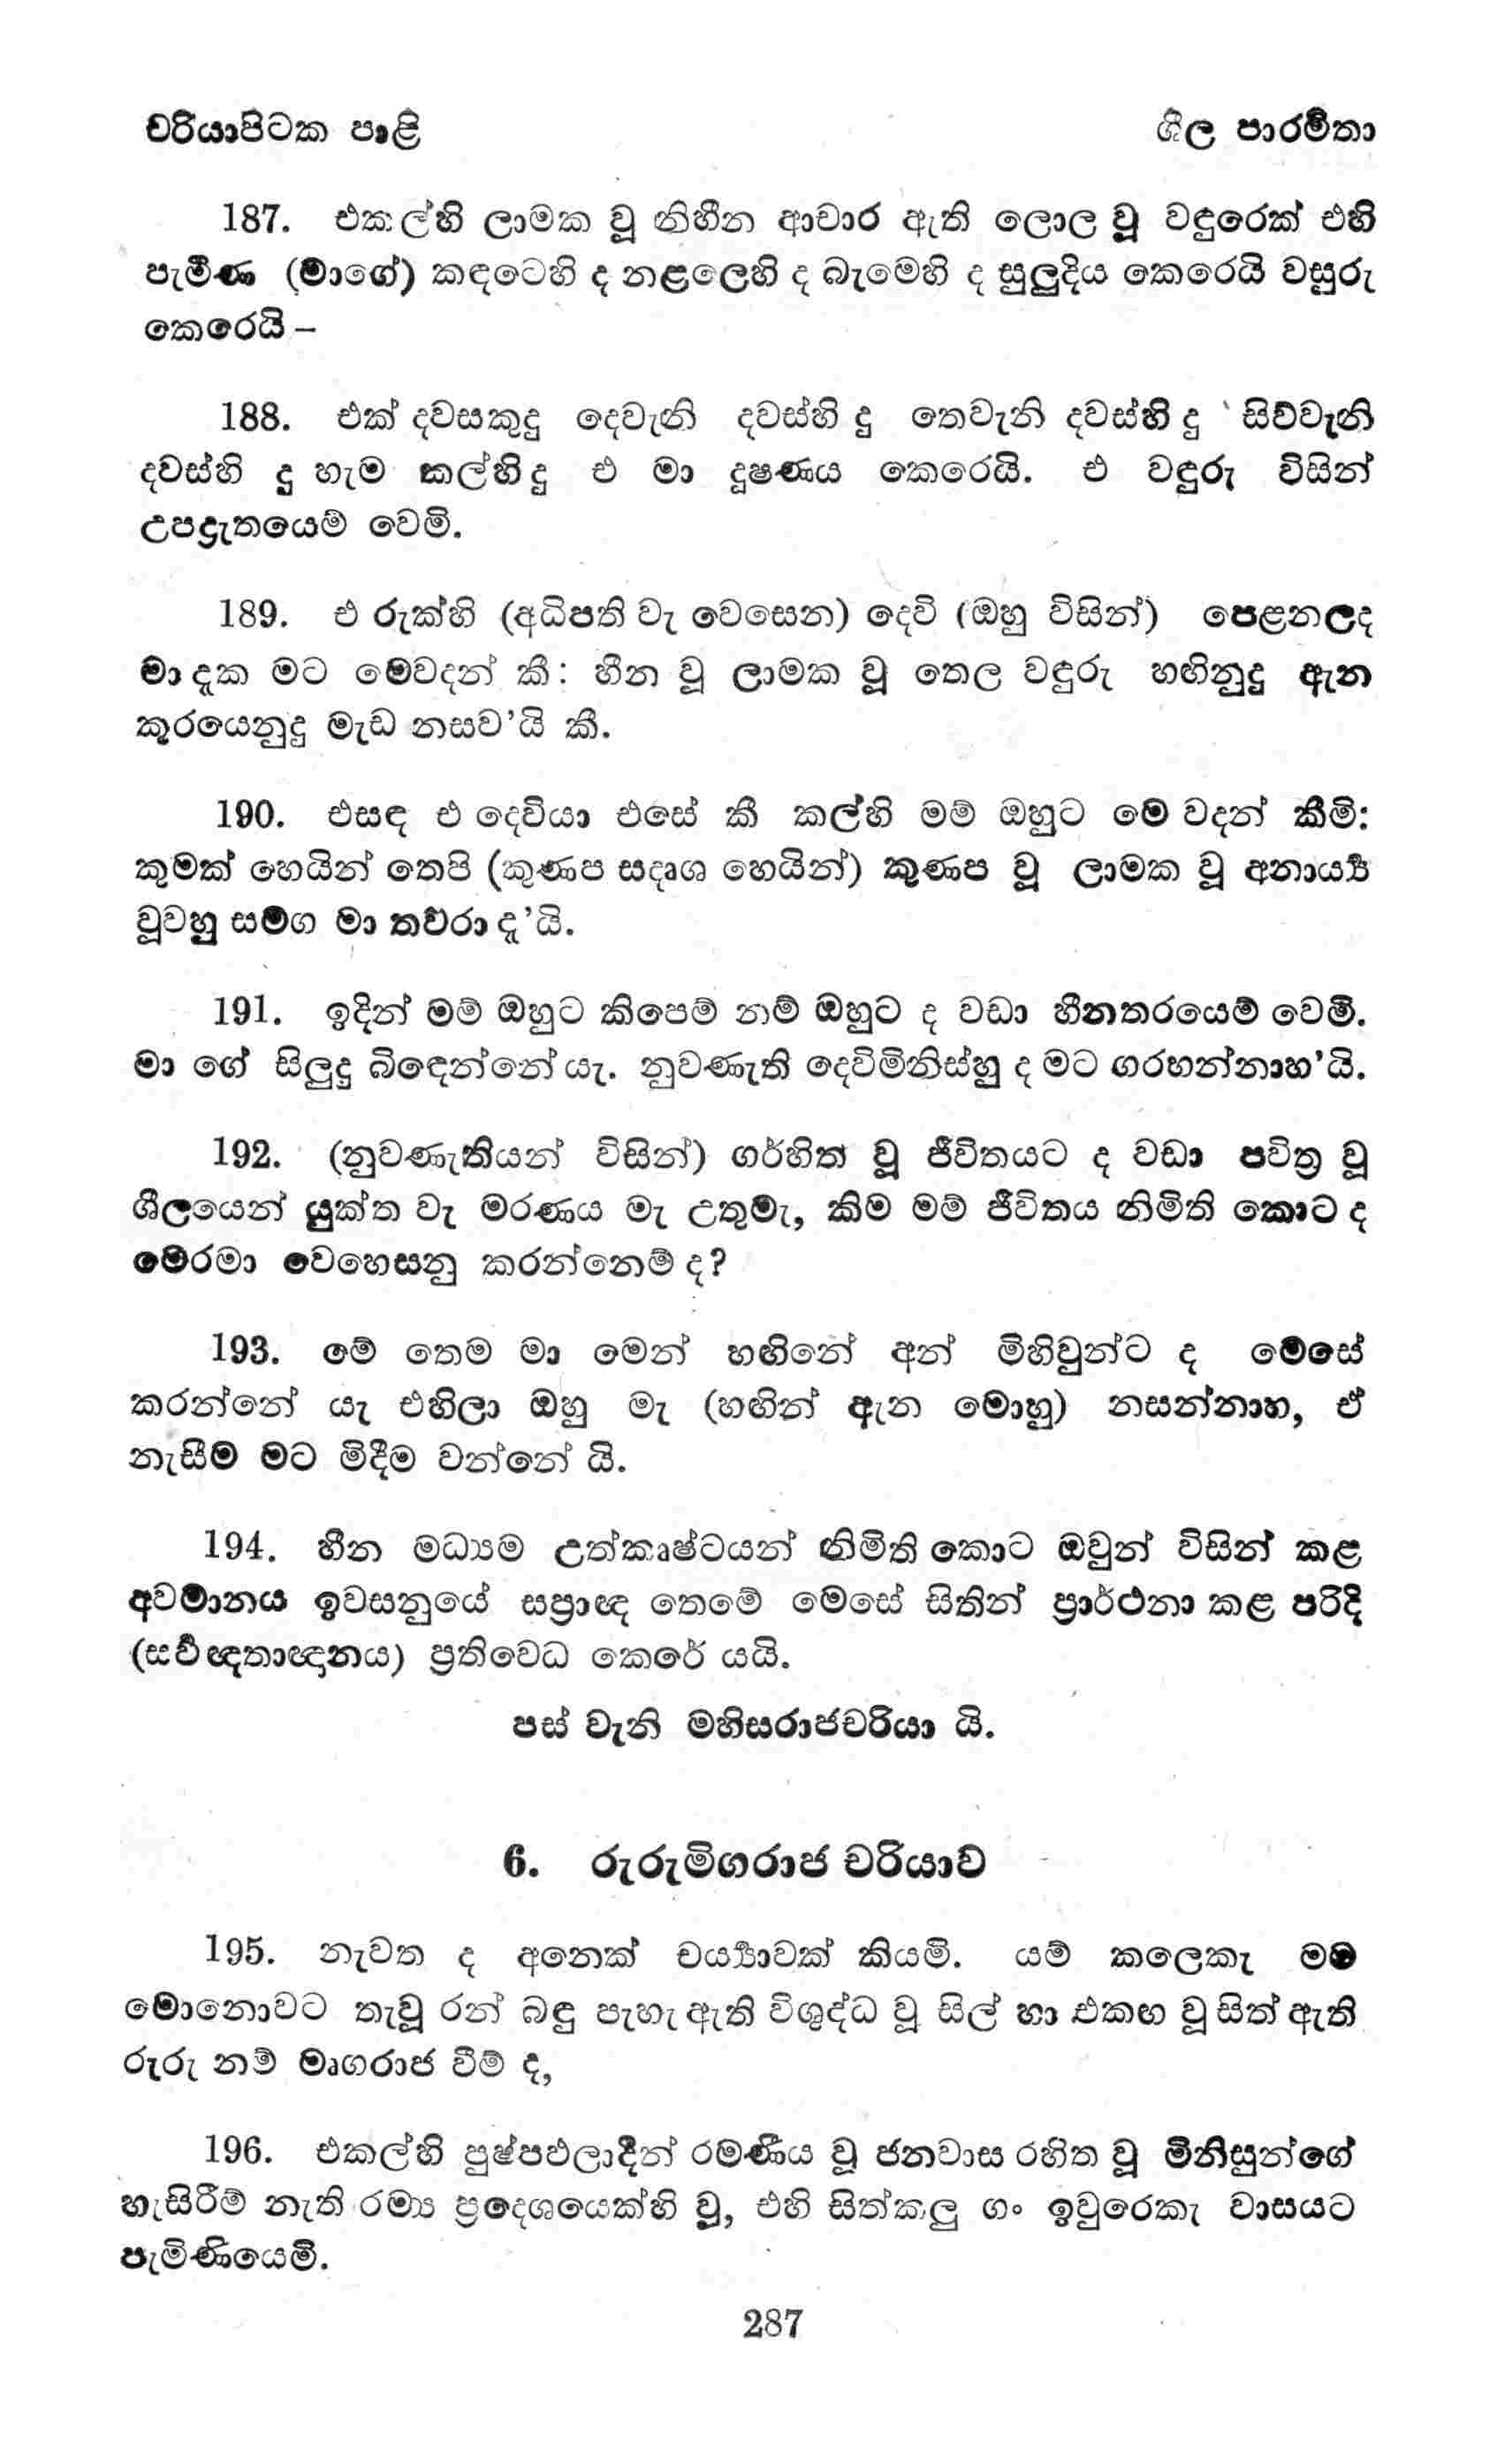 චරියාපිටක පාළි ශීල පාරමිතා
187. එකල්හි ලාමක වූ නිහීන ආචාර ඇති ලොල වූ වඳුරෙක් එහි
පැමිණ (මාගේ) කඳටෙහි ද නළලෙහි ද බැමෙහි ද සුලුදිය කෙරෙයි වසුරු
කෙරෙයි –
188. එක් දවසකුදු දෙවැනි දවස්හි දු තෙවැනි දවස්හි දු සිව්වැනි
දවස්හි දු හැම කල්හි දු එ මා දූෂණය කෙරෙයි. එ වඳුරු විසින්
උපද්‍රැතයෙම් වෙමි.
189. එ රුක්හි (අධිපති වැ වෙසෙන) දෙවි (ඔහු විසින්) පෙළනලද
මා දැක මට මෙවදන් කී: හීන වූ ලාමක වූ තෙල වඳුරු හඟිනුදු ඇන
කුරයෙනුදු මැඩ නසව'යි කී.
190. එසඳ එ දෙවියා එසේ කී කල්හි මම් ඔහුට මෙ වදන් කීමි:
කුමක් හෙයින් තෙපි (කුණප සදෘශ හෙයින්) කුණප වූ ලාමක වූ අනාර්‍ය්‍ය
වූවහු සමග මා තවරා දැ'යි.
191. ඉදින් මම් ඔහුට කිපෙම් නම් ඔහුට ද වඩා හීනතරයෙම් වෙමි.
මා ගේ සිලුදු බිඳෙන්නේ යැ. නුවණැති දෙවිමිනිස්හු ද මට ගරහන්නාහ'යි.
192. (නුවණැතියන් විසින්) ගර්හිත වූ ජීවිතයට ද වඩා පවිත්‍ර වූ
ශීලයෙන් යුක්ත වැ මරණය මැ උතුමැ, කිම මම් ජීවිතය නිමිති කොට ද
මෙරමා වෙහෙසනු කරන්නෙම් ද?
193. මේ තෙම මා මෙන් හඟිනේ අන් මිහිවුන්ට ද මෙසේ
කරන්නේ යැ එහිලා ඔහු මැ (හඟින් ඇන මොහු) නසන්නාහ, ඒ
නැසීම මට මිදීම වන්නේ යි.
194. හීන මධ්‍යම උත්කෘෂ්ටයන් නිමිති කොට ඔවුන් විසින් කළ
අවමානය ඉවසනුයේ සප්‍රාඥ තෙමේ මෙසේ සිතින් ප්‍රාර්ථනා කළ පරිදි
(සර්‍වඥතාඥානය) ප්‍රතිවෙධ කෙරේ යයි.
පස් වැනි මහිසරාජචරියා යි.
6. රුරුමිගරාජ චරියාව
195. නැවත ද අනෙක් චර්‍ය්‍යාවක් කියමි. යම් කලෙකැ මම
මොනොවට තැවූ රන් බඳු පැහැ ඇති විශුද්ධ වූ සිල් හා එකඟ වූ සිත් ඇති
රුරු නම් මෘගරාජ වීම් ද,
196. එකල්හි පුෂ්පඵලාදීන් රමණීය වූ ජනවාස රහිත වූ මිනිසුන්ගේ
හැසිරීම් නැති රම්‍ය ප්‍රදෙශයෙක්හි වූ, එහි සිත්කලු ගං ඉවුරෙකැ වාසයට
පැමිණියෙමි.
287